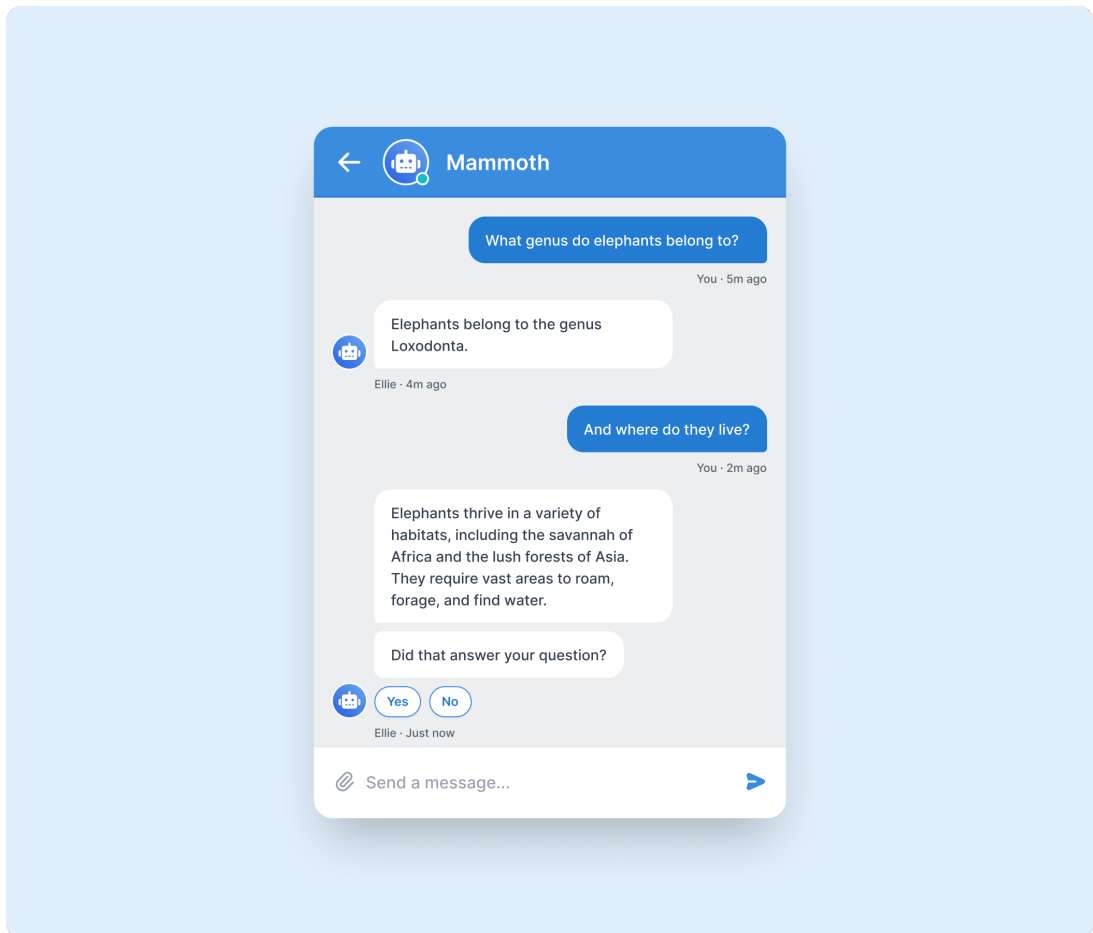 Mammoth
What genus do elephants belong to?
You · 5m ago
Elephants belong to the genus
Loxodonta.
Ellie · 4m ago
And where do they live?
You · 2m ago
Elephants thrive in a variety of
habitats, including the savannah of
Africa and the lush forests of Asia.
They require vast areas to roam,
forage, and find water.
Did that answer your question?
Yes No
Ellie · Just now
Send a message...